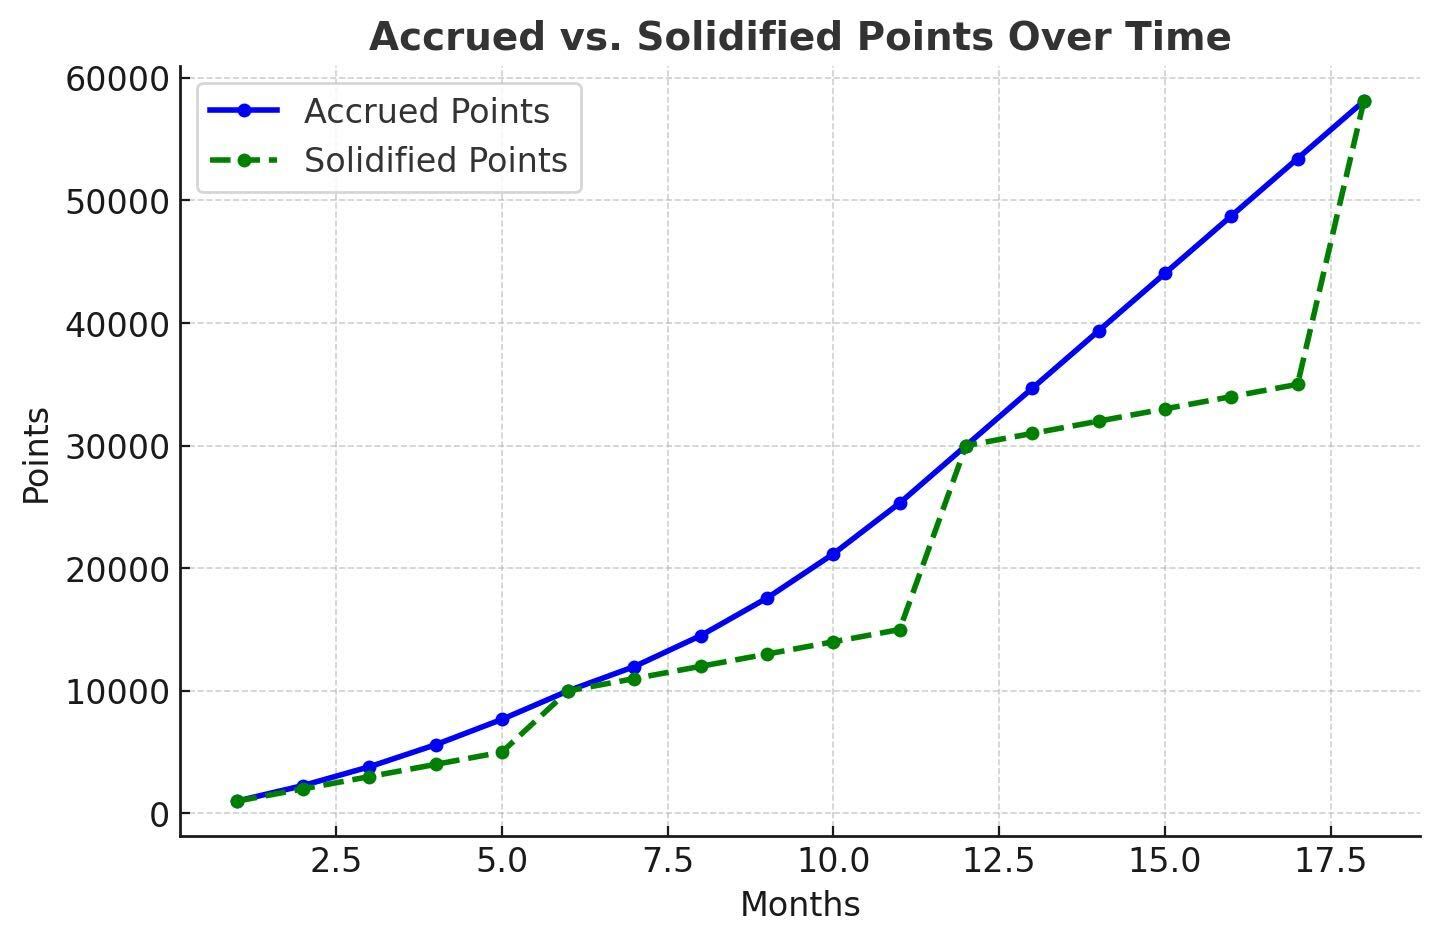 Accrued vs. Solidified Points Over Time
Accrued Points
Solidified Points
Points
60000
50000
40000
30000
20000
10000
0
2.5 5.0 7.5 10.0 12.5 15.0 17.5
Months